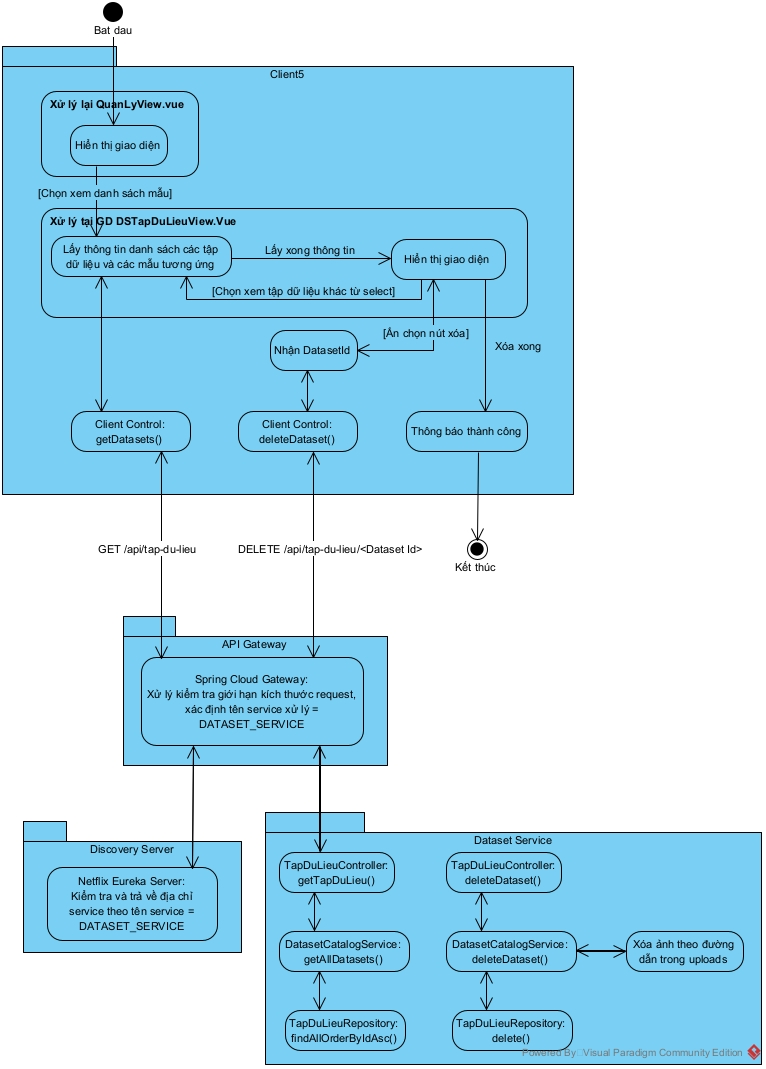 Bat dau
Client5
Xử lý lại QuanLyView.vue
Hiển thị giao diện
[Chọn xem danh sách mẫu]
Xử lý tại GD DSTapDuLieuView.Vue
Lấy thông tin danh sách các tập
dữ liệu và các mẫu tương ứng
Lấy xong thông tin
Hiển thị giao diện
[Chọn xem tập dữ liệu khác từ select]
[Ấn chọn nút xóa]
Nhận DatasetId
Xóa xong
Client Control:
getDatasets()
Client Control:
deleteDataset()
Thông báo thành công
GET /api/tap-du-lieu
DELETE /api/tap-du-lieu/<Dataset Id>
Kết thúc
API Gateway
Spring Cloud Gateway:
Xử lý kiểm tra giới hạn kích thước request,
xác định tên service xử lý =
DATASET_SERVICE
Discovery Server
Netflix Eureka Server:
Kiểm tra và trả về địa chỉ
service theo tên service =
DATASET_SERVICE
Dataset Service
TapDuLieuController:
getTapDuLieu()
TapDuLieuController:
deleteDataset()
DatasetCatalogService:
getAllDatasets()
DatasetCatalogService:
deleteDataset()
Xóa ảnh theo đường
dẫn trong uploads
TapDuLieuRepository:
findAllOrderByIdAsc()
TapDuLieuRepository:
delete()
Powered By Visual Paradigm Community Edition